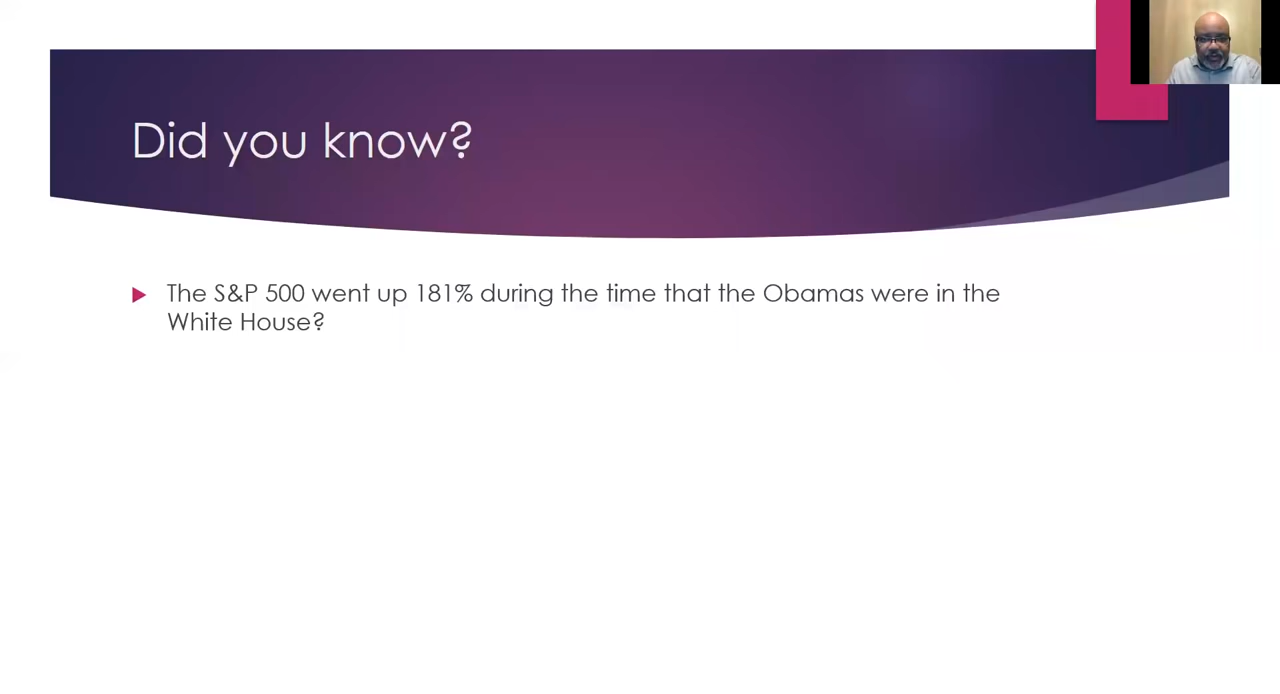 Did you know?
The S&P 500 went up 181% during the time that the Obamas were in the
White House?